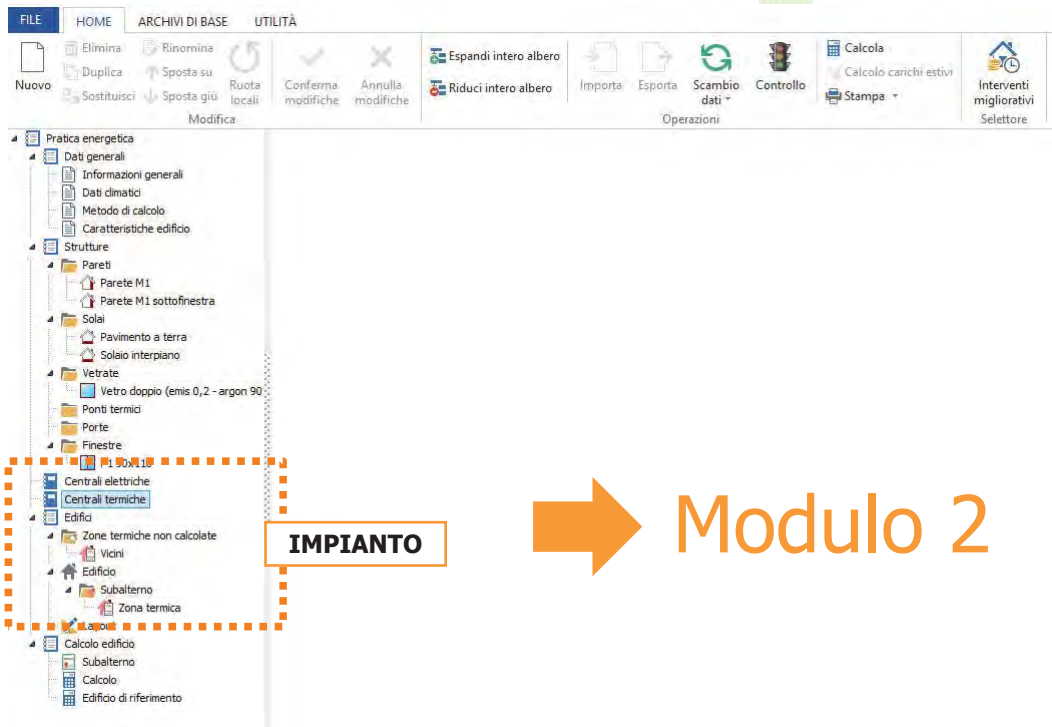 FILE
HOME
ARCHIVI DI BASE
UTILITÀ
Nuovo
Elimina
Duplica
Sostituisci
Rinomina
Sposta su
Sposta giù
Ruota
locali
Modifica
Conferma
modifiche
Annulla
modifiche
Espandi intero albero
Riduci intero albero
Importa
Esporta
Scambio
dati
Controllo
Calcola
Calcolo carichi estivi
Stampa
Operazioni
Interventi
migliorativi
Selettore
Pratica energetica
Dati generali
Informazioni generali
Dati climatici
Metodo di calcolo
Caratteristiche edificio
Strutture
Pareti
Parete M1
Parete M1 sottofinestra
Solai
Pavimento a terra
Solaio interpiano
Vetrate
Vetro doppio (emis 0,2 - argon 90
Ponti termici
Porte
Finestre
Centrali elettriche
Centrali termiche
Edifici
Zone termiche non calcolate
Vicini
Edificio
Subalterno
Zona termica
Layout
Calcolo edificio
Subalterno
Calcolo
Edificio di riferimento
IMPIANTO
Modulo 2